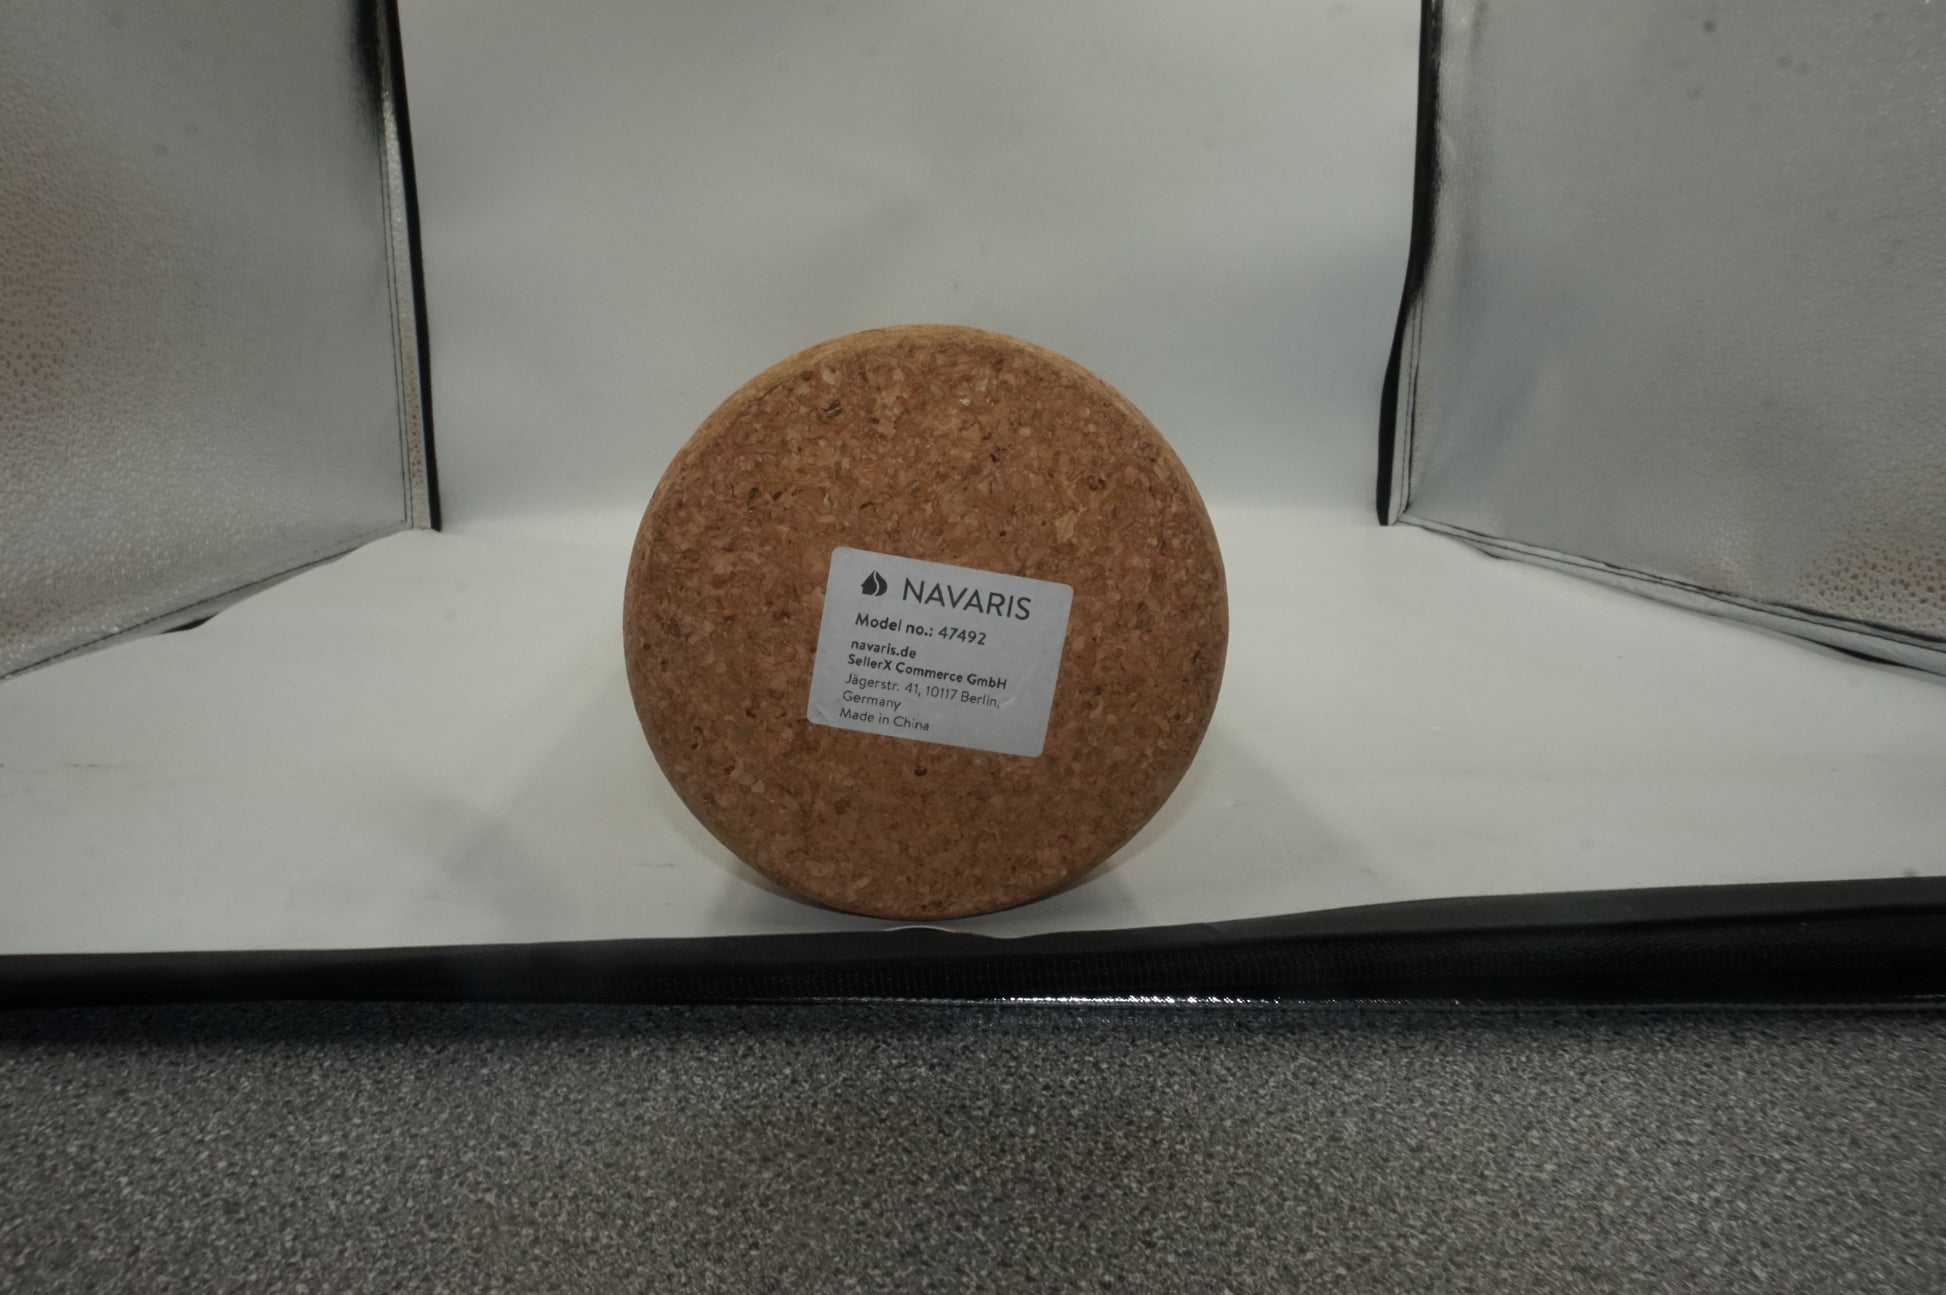 NAVARIS
Model no.: 47492
navaris.de
SellerX Commerce GmbH
Jägerstr. 41, 10117 Berlin,
Germany
Made in China